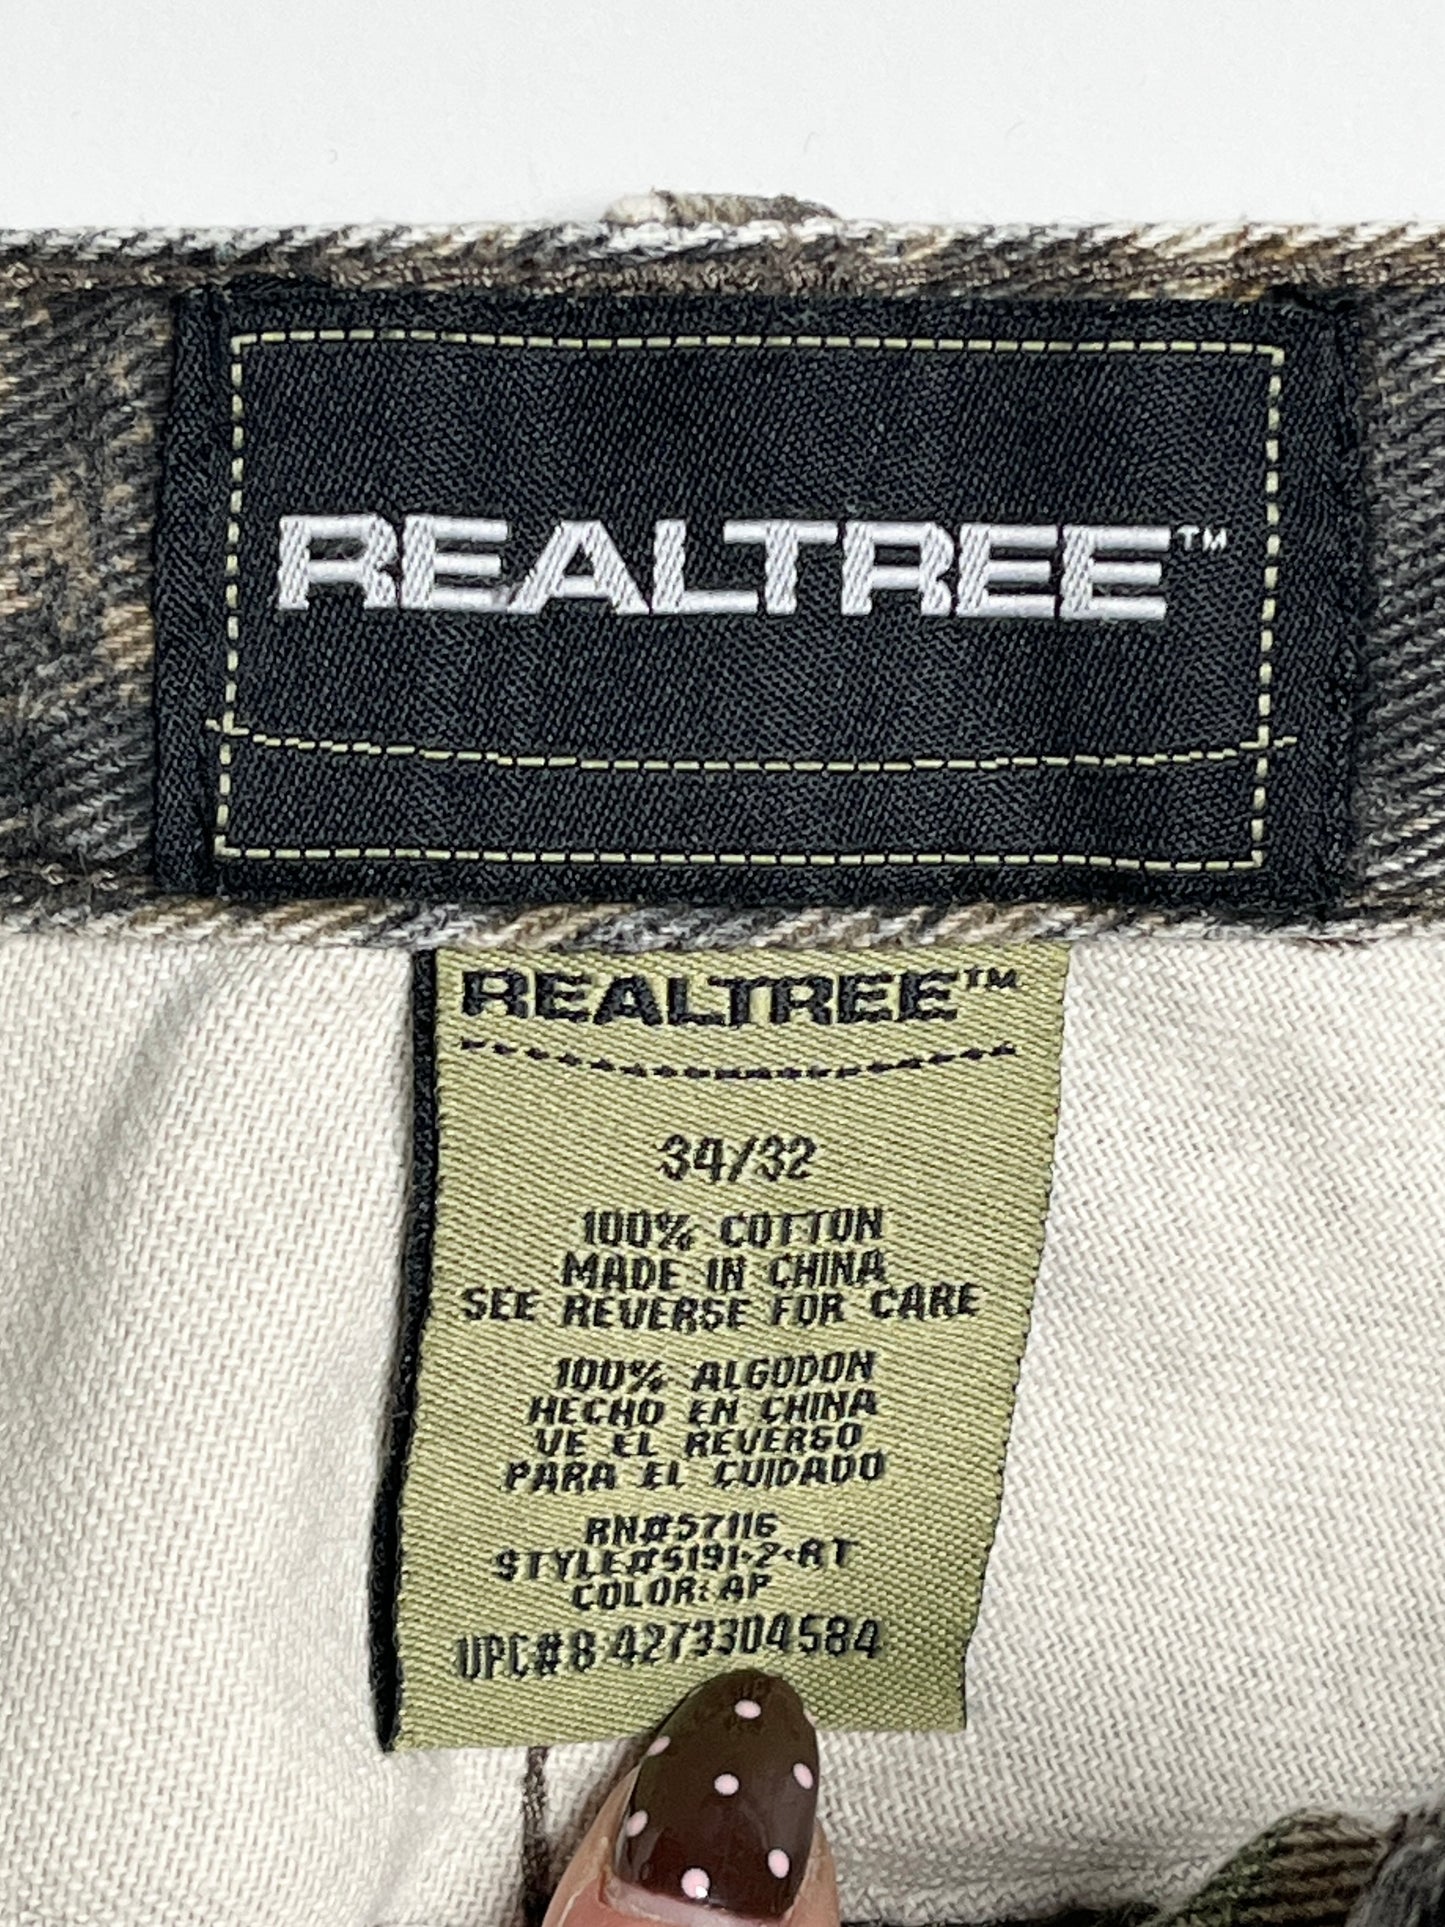 REALTREE™
REALTREE™
34/32
100% COTTON
MADE IN CHINA
SEE REVERSE FOR CARE
100% ALGODON
HECHO EN CHINA
VE EL REVERSO
PARA EL CUIDADO
RN#57116
STYLE#5191-2-RT
COLOR: AP
UPC#8 4273304584